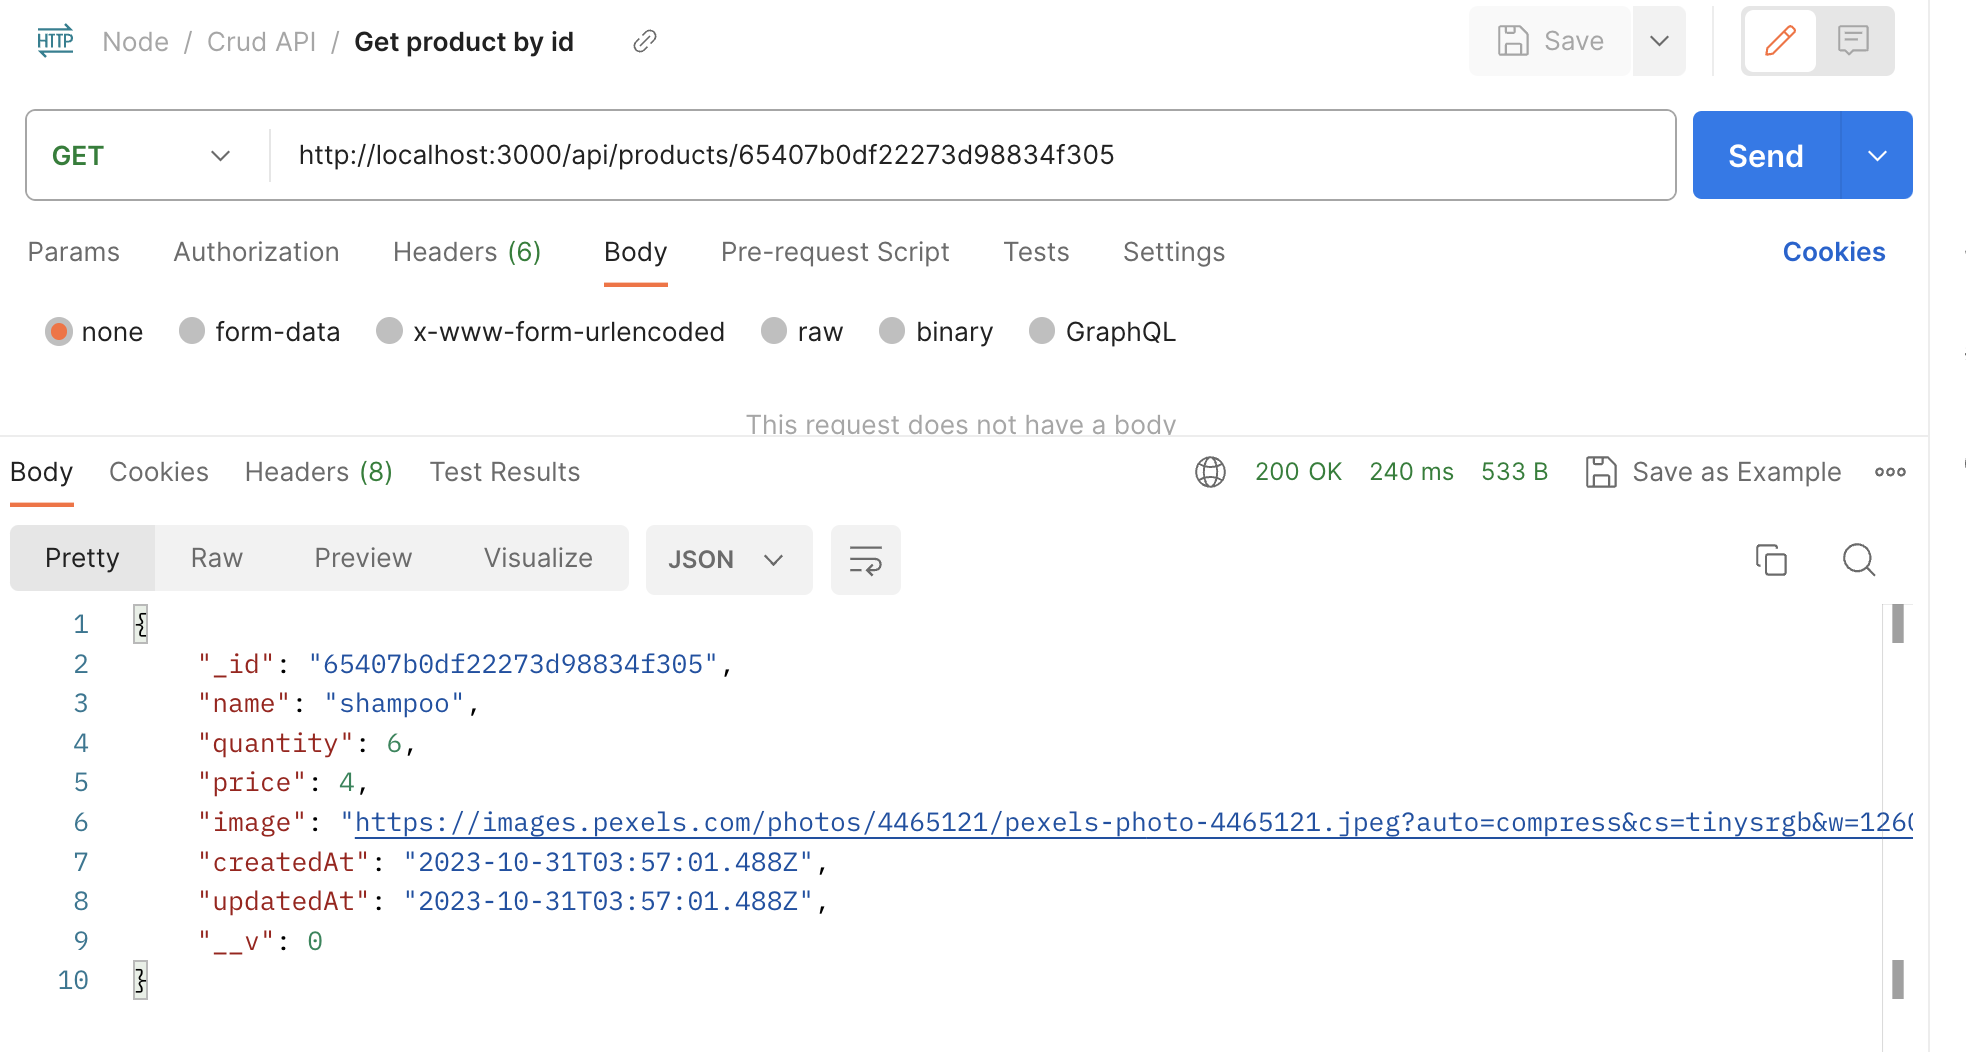 HTTP Node / Crud API / Get product by id Save
GET http://localhost:3000/api/products/65407b0df22273d98834f305 Send
Params Authorization Headers (6) Body Pre-request Script Tests Settings Cookies
none form-data x-www-form-urlencoded raw binary GraphQL
This request does not have a body
Body Cookies Headers (8) Test Results 200 OK 240 ms 533 B Save as Example
Pretty Raw Preview Visualize JSON
1 {
2 "_id": "65407b0df22273d98834f305",
3 "name": "shampoo",
4 "quantity": 6,
5 "price": 4,
6 "image": "https://images.pexels.com/photos/4465121/pexels-photo-4465121.jpeg?auto=compress&cs=tinysrgb&w=1260
7 "createdAt": "2023-10-31T03:57:01.488Z",
8 "updatedAt": "2023-10-31T03:57:01.488Z",
9 "__v": 0
10 }